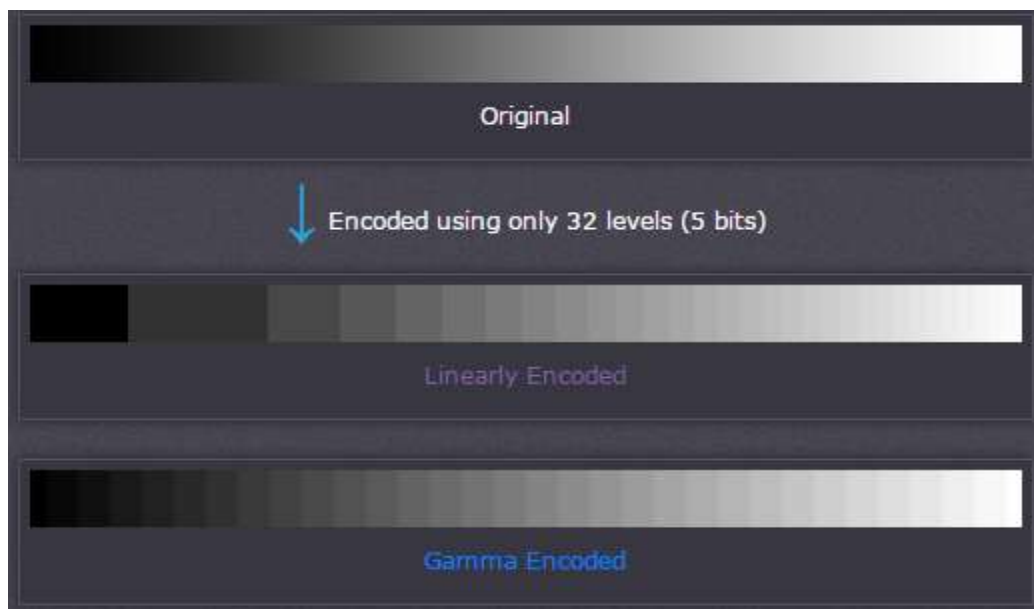 Original
Encoded using only 32 levels (5 bits)
Linearly Encoded
Gamma Encoded